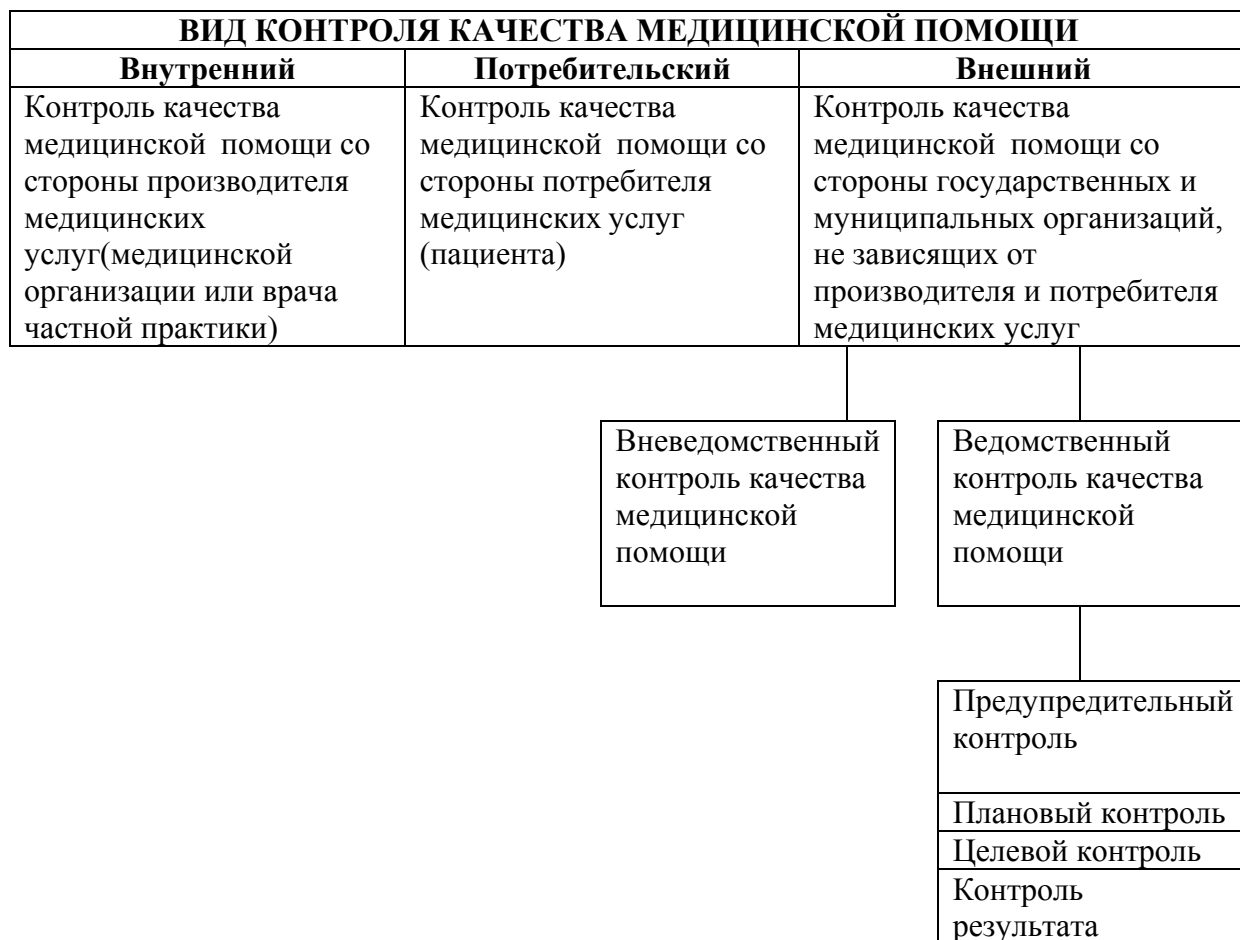 ВИД КОНТРОЛЯ КАЧЕСТВА МЕДИЦИНСКОЙ ПОМОЩИ
Внутренний
Потребительский
Внешний
Контроль качества
медицинской помощи со
стороны производителя
медицинских
услуг(медицинской
организации или врача
частной практики)
Контроль качества
медицинской помощи со
стороны потребителя
медицинских услуг
(пациента)
Контроль качества
медицинской помощи со
стороны государственных и
муниципальных организаций,
не зависящих от
производителя и потребителя
медицинских услуг
Вневедомственный
контроль качества
медицинской
помощи
Ведомственный
контроль качества
медицинской
помощи
Предупредительный
контроль
Плановый контроль
Целевой контроль
Контроль
результата